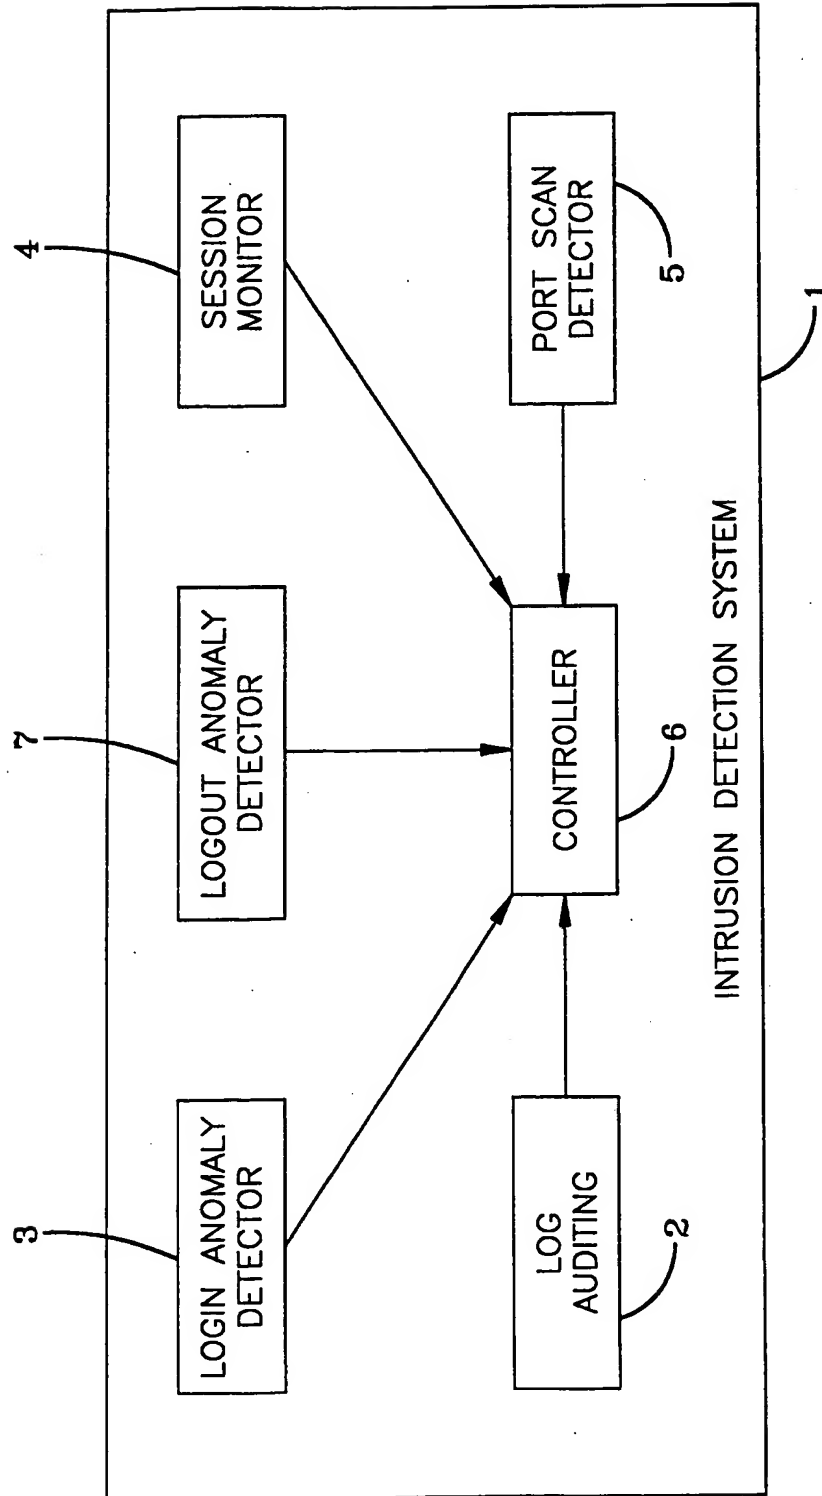 3
7
4
LOGIN ANOMALY
DETECTOR
LOGOUT ANOMALY
DETECTOR
SESSION
MONITOR
LOG
AUDITING
CONTROLLER
PORT SCAN
DETECTOR
2
6
5
INTRUSION DETECTION SYSTEM
1